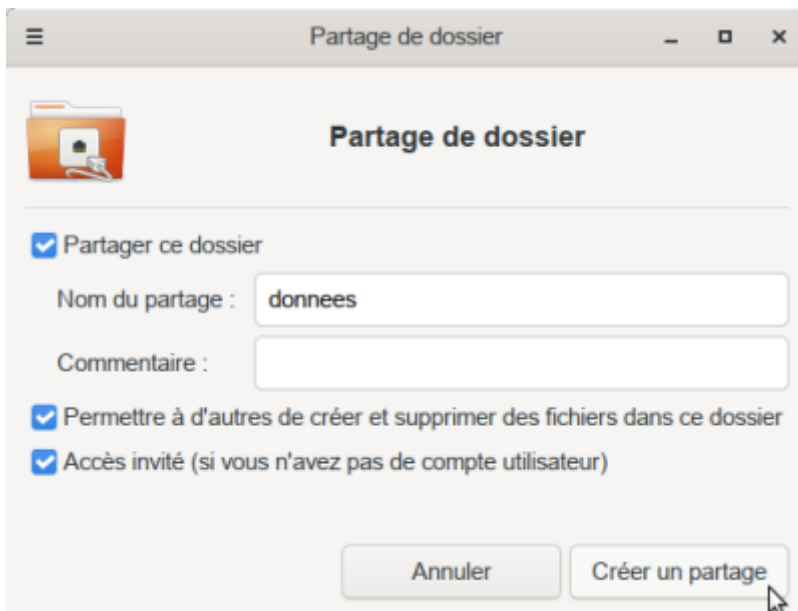 Partage de dossier
Partage de dossier
Partager ce dossier
Nom du partage : donnees
Commentaire :
Permettre à d'autres de créer et supprimer des fichiers dans ce dossier
Accès invité (si vous n'avez pas de compte utilisateur)
Annuler Créer un partage